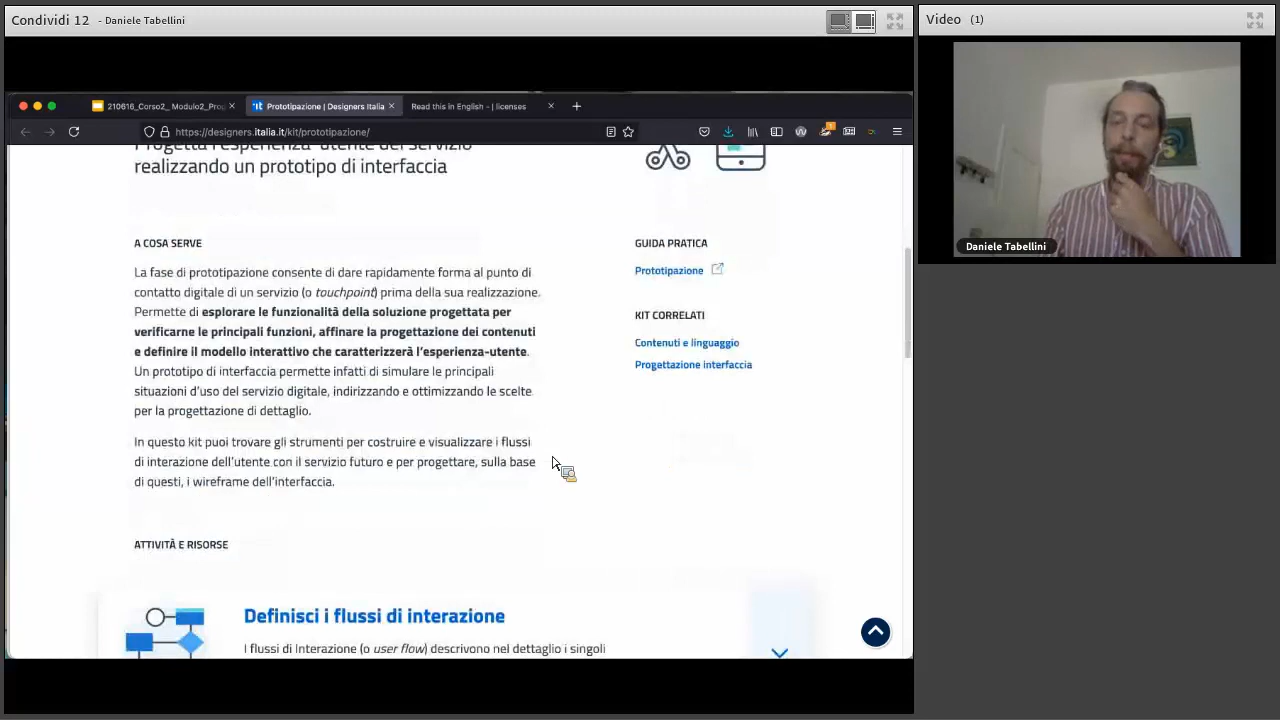 Condividi 12 - Daniele Tabellini
Video (1)
210616_Corso2_ Modulo2_Prog
Prototipazione | Designers Italia
Read this in English - | licenses
https://designers.italia.it/kit/prototipazione/
Progetta l'esperienza-utente del servizio
realizzando un prototipo di interfaccia
Daniele Tabellini
A COSA SERVE
La fase di prototipazione consente di dare rapidamente forma al punto di
contatto digitale di un servizio (o touchpoint) prima della sua realizzazione.
Permette di esplorare le funzionalità della soluzione progettata per
verificarne le principali funzioni, affinare la progettazione dei contenuti
e definire il modello interattivo che caratterizzerà l'esperienza-utente.
Un prototipo di interfaccia permette infatti di simulare le principali
situazioni d'uso del servizio digitale, indirizzando e ottimizzando le scelte
per la progettazione di dettaglio.
In questo kit puoi trovare gli strumenti per costruire e visualizzare i flussi
di interazione dell'utente con il servizio futuro e per progettare, sulla base
di questi, i wireframe dell'interfaccia.
GUIDA PRATICA
Prototipazione
KIT CORRELATI
Contenuti e linguaggio
Progettazione interfaccia
ATTIVITÀ E RISORSE
Definisci i flussi di interazione
I flussi di Interazione (o user flow) descrivono nel dettaglio i singoli